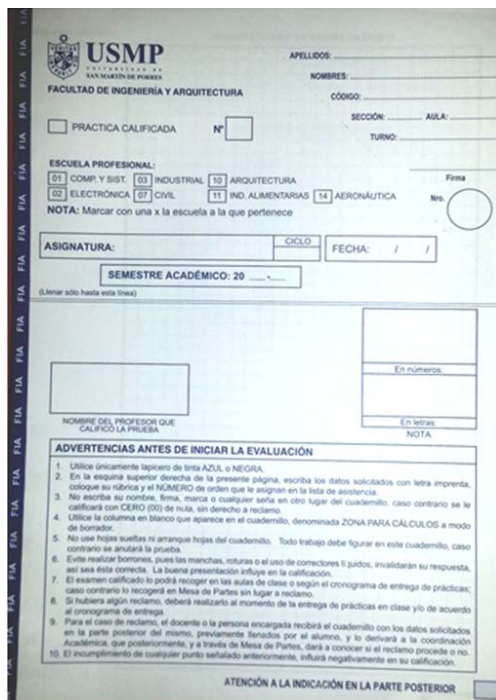 USMP
UNIVERSIDAD DE
SAN MARTÍN DE PORRES
FACULTAD DE INGENIERÍA Y ARQUITECTURA
APELLIDOS:
NOMBRES:
CÓDIGO:
SECCIÓN: AULA:
TURNO:
PRACTICA CALIFICADA Nº
Firma
Nro.
ESCUELA PROFESIONAL:
01 COMP. Y SIST. 03 INDUSTRIAL 10 ARQUITECTURA
02 ELECTRÓNICA 07 CIVIL 11 IND. ALIMENTARIAS 14 AERONÁUTICA
NOTA: Marcar con una x la escuela a la que pertenece
ASIGNATURA: CICLO FECHA: / /
SEMESTRE ACADÉMICO: 20 ....-....
(Llenar sólo hasta esta línea)
En números:
En letras:
NOTA
NOMBRE DEL PROFESOR QUE
CALIFICÓ LA PRUEBA
ADVERTENCIAS ANTES DE INICIAR LA EVALUACIÓN
1. Utilice únicamente lapicero de tinta AZUL o NEGRA.
2. En la esquina superior derecha de la presente página, escriba los datos solicitados con letra imprenta,
coloque su rúbrica y el NÚMERO de orden que le asignan en la lista de asistencia.
3. No escriba su nombre, firma, marca o cualquier seña en otro lugar del cuadernillo, caso contrario se le
calificará con CERO (00) de nula, sin derecho a reclamo.
4. Utilice la columna en blanco que aparece en el cuadernillo, denominada ZONA PARA CÁLCULOS a modo
de borrador.
5. No use hojas sueltas ni arranque hojas del cuadernillo. Todo trabajo debe figurar en este cuadernillo, caso
contrario se anulará la prueba.
6. Evite realizar borrones, pues las manchas, roturas o el uso de correctores líquidos, invalidarán su respuesta,
así sea ésta correcta. La buena presentación influye en la calificación.
7. El examen calificado lo podrá recoger en las aulas de clase o según el cronograma de entrega de prácticas;
caso contrario lo recogerá en Mesa de Partes sin lugar a reclamo.
8. Si hubiera algún reclamo, deberá realizarlo al momento de la entrega de prácticas en clase y/o de acuerdo
al cronograma de entrega.
9. Para el caso de reclamo, el docente o la persona encargada recibirá el cuadernillo con los datos solicitados
en la parte posterior del mismo, previamente llenados por el alumno, y lo derivará a la coordinación
Académica, que posteriormente, y a través de Mesa de Partes, dará a conocer si el reclamo procede o no.
10. El incumplimiento de cualquier punto señalado anteriormente, influirá negativamente en su calificación.
ATENCIÓN A LA INDICACIÓN EN LA PARTE POSTERIOR
FIA FIA FIA FIA FIA FIA FIA FIA FIA FIA FIA FIA FIA